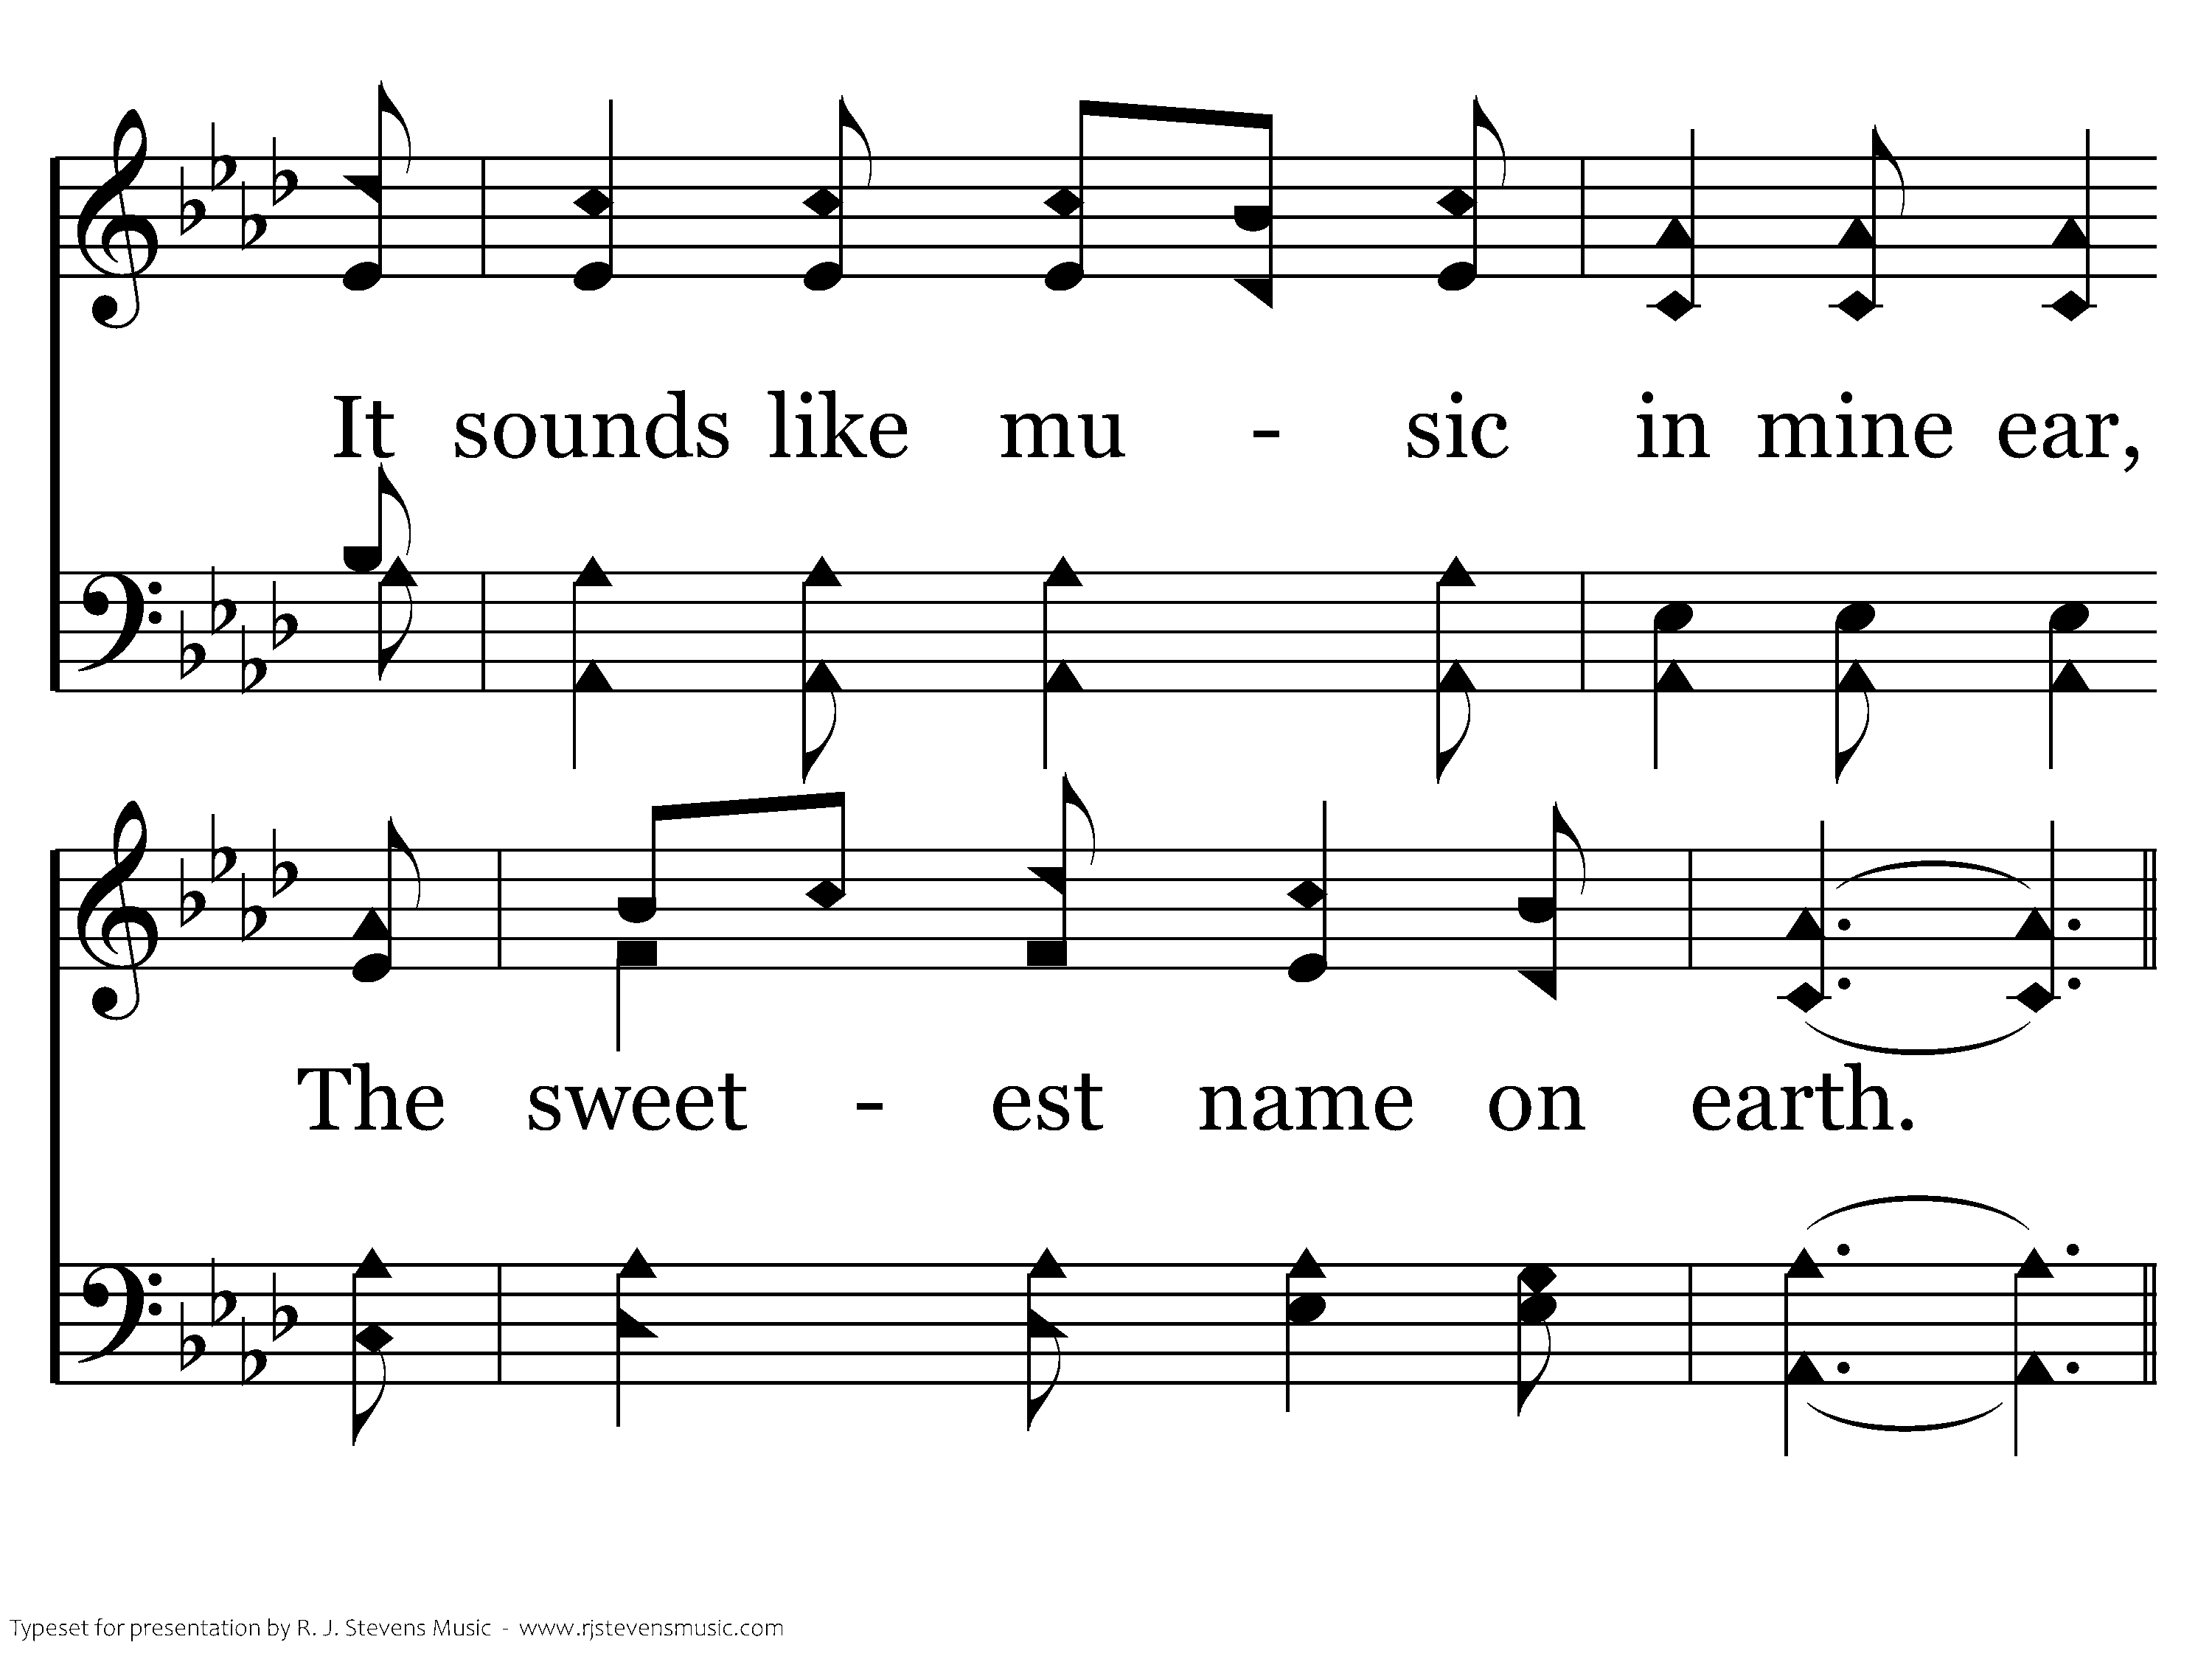 It sounds like mu - sic in mine ear,
The sweet - est name on earth.
Typeset for presentation by R. J. Stevens Music - www.rjstevensmusic.com